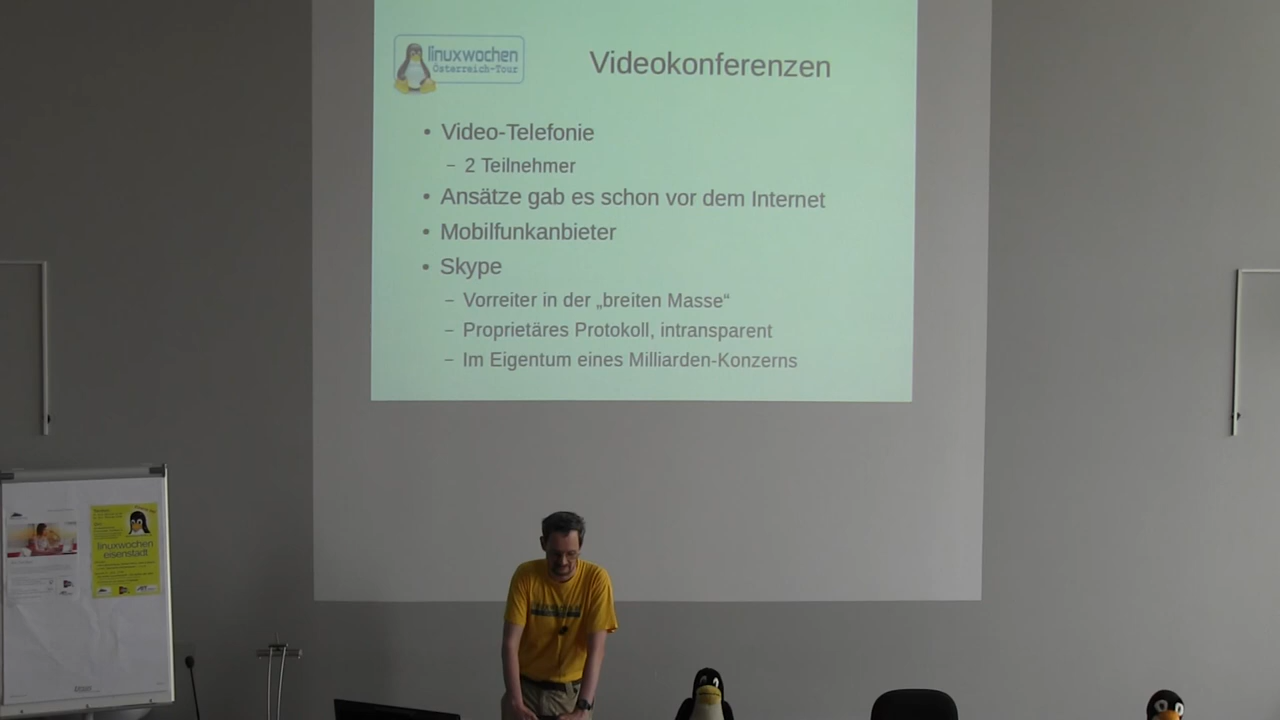 linuxwochen
Österreich-Tour
Videokonferenzen
• Video-Telefonie
– 2 Teilnehmer
• Ansätze gab es schon vor dem Internet
• Mobilfunkanbieter
• Skype
– Vorreiter in der „breiten Masse“
– Proprietäres Protokoll, intransparent
– Im Eigentum eines Milliarden-Konzerns
linuxwochen
eisenstadt